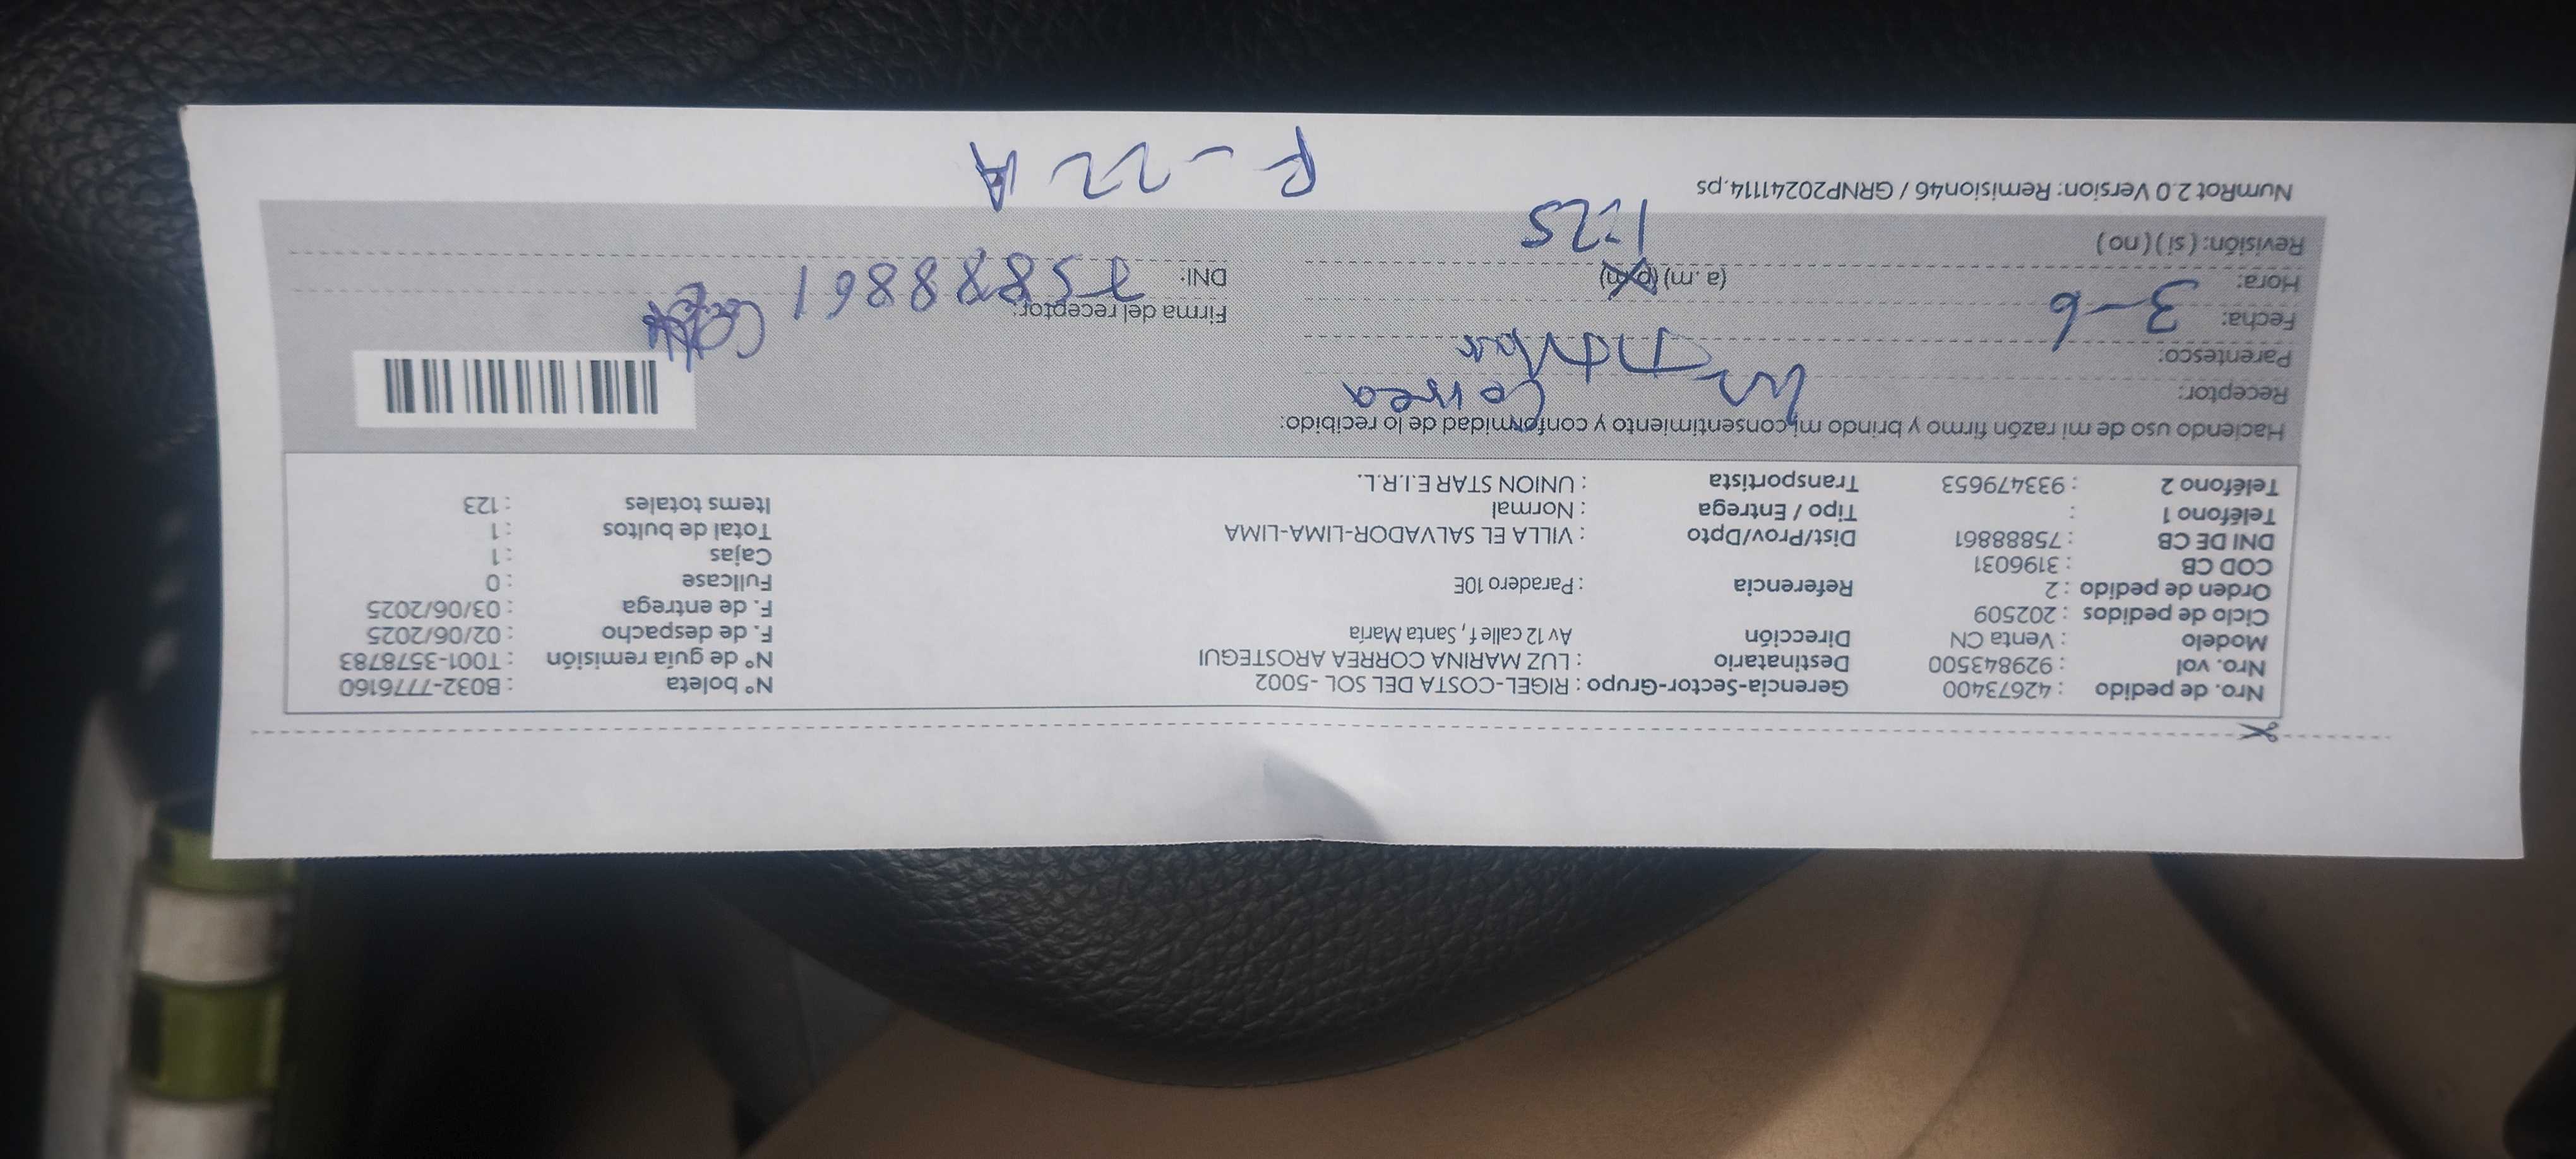 Nro. de pedido : 42673400 Gerencia-Sector-Grupo : RIGEL-COSTA DEL SOL -5002 N° boleta : B032-7776160
Nro. vol : 929843500 Destinatario : LUZ MARINA CORREA AROSTEGUI N° de guía remisión : T001-3578783
Modelo : Venta CN Dirección Av 12 calle f , Santa María F. de despacho : 02/06/2025
Ciclo de pedidos : 202509 F. de entrega : 03/06/2025
Orden de pedido : 2 Referencia : Paradero 10E Fullcase : 0
COD CB : 3196031 Cajas : 1
DNI DE CB : 75888861 Dist/Prov/Dpto : VILLA EL SALVADOR-LIMA-LIMA Total de bultos : 1
Teléfono 1 : Tipo / Entrega : Normal Items totales : 123
Teléfono 2 : 933479653 Transportista : UNION STAR E.I.R.L.
Haciendo uso de mi razón firmo y brindo mi consentimiento y conformidad de lo recibido:
Receptor: Correa
Parentesco: Titular
Fecha: 3-6 Firma del receptor:
Hora: (a. m) (p. m) DNI: 75888861
Revisión: ( si ) ( no ) 1:25
NumRot 2.0 Version: Remision46 / GRNP20241114.ps
F - 22 A